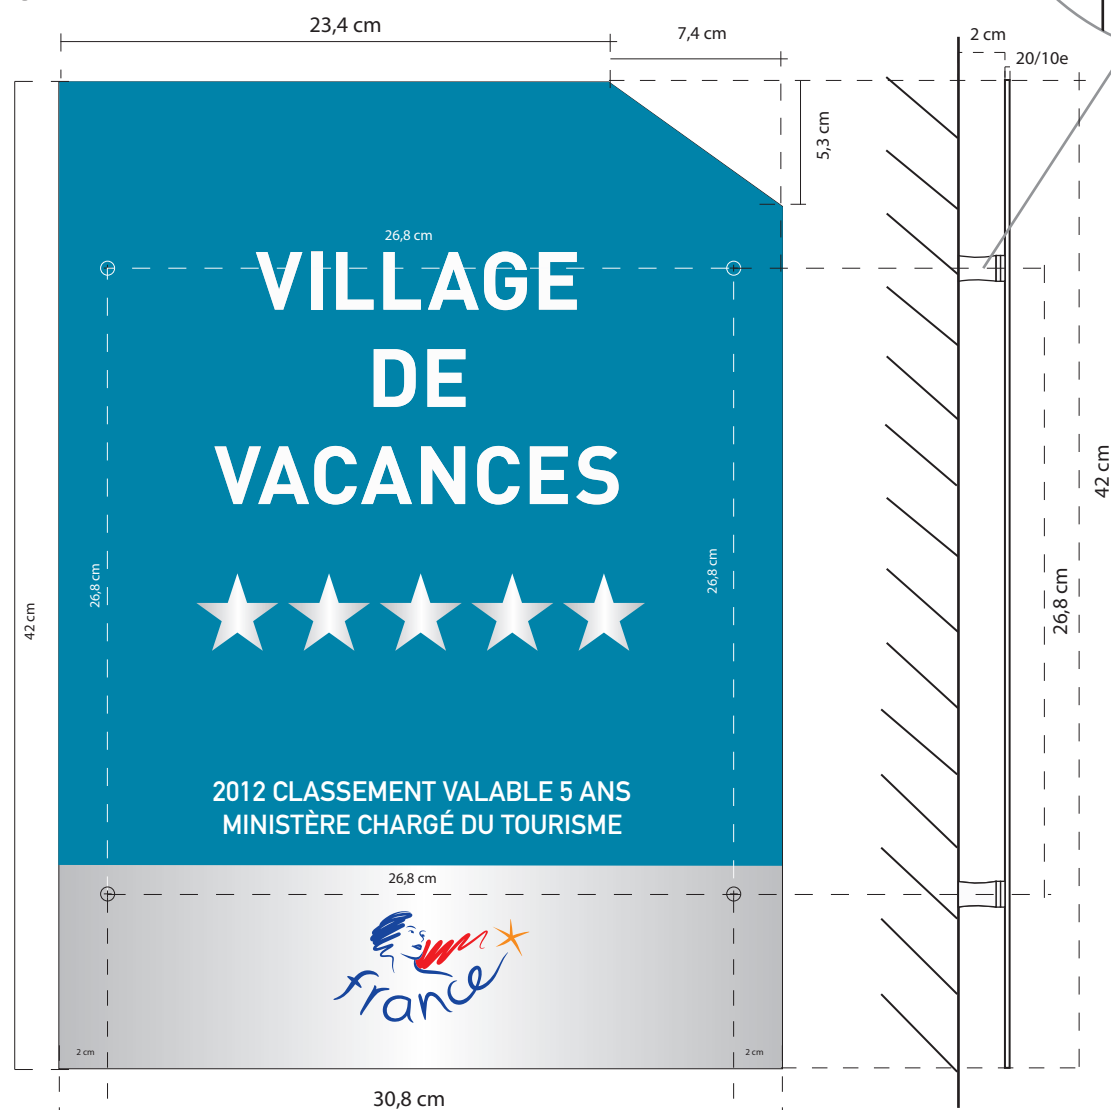 23,4 cm
7,4 cm
2 cm
20/10e
5,3 cm
26,8 cm
VILLAGE
DE
VACANCES
26,8 cm
26,8 cm
42 cm
42 cm
26,8 cm
2012 CLASSEMENT VALABLE 5 ANS
MINISTÈRE CHARGÉ DU TOURISME
26,8 cm
france
2 cm
2 cm
30,8 cm